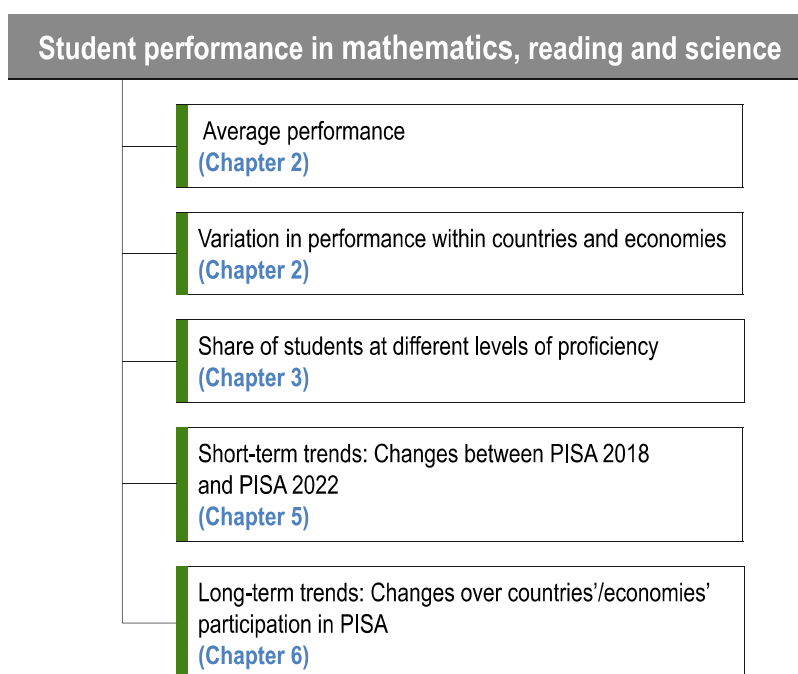 Student performance in mathematics, reading and science
Average performance
(Chapter 2)
Variation in performance within countries and economies
(Chapter 2)
Share of students at different levels of proficiency
(Chapter 3)
Short-term trends: Changes between PISA 2018
and PISA 2022
(Chapter 5)
Long-term trends: Changes over countries’/economies’
participation in PISA
(Chapter 6)